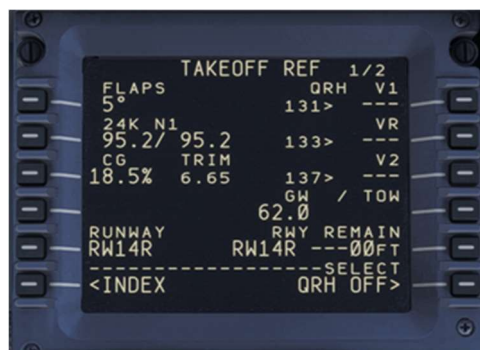 TAKEOFF REF 1/2
FLAPS QRH V1
5° 131> ---
24K N1 VR
95.2/ 95.2 133> ---
CG TRIM V2
18.5% 6.65 137> ---
GW / TOW
62.0
RUNWAY RWY REMAIN
RW14R RW14R ---00FT
--------------------SELECT
<INDEX QRH OFF>